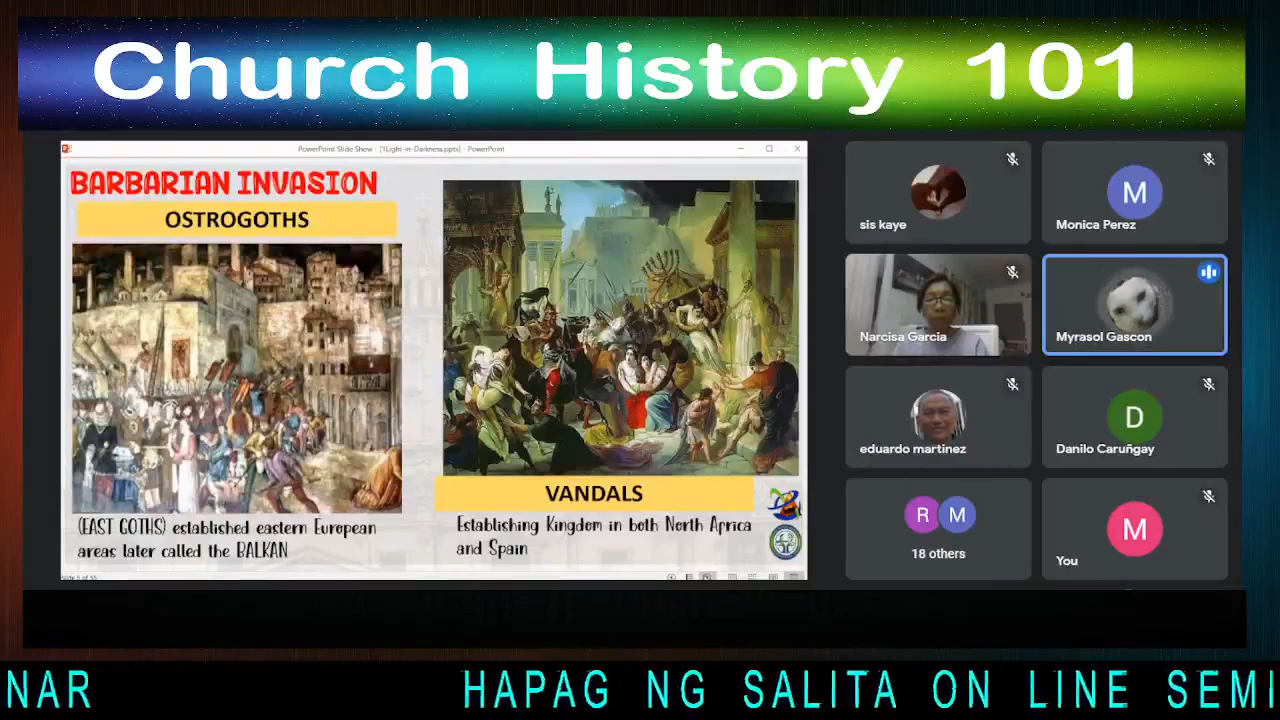 Church History 101
PowerPoint Slide Show - [1Light-in-Darkness.pptx] - PowerPoint
BARBARIAN INVASION
OSTROGOTHS
(EAST GOTHS) established eastern European
areas later called the BALKAN
VANDALS
Establishing Kingdom in both North Africa
and Spain
sis kaye
M
Monica Perez
Narcisa Garcia
Myrasol Gascon
eduardo martinez
D
Danilo Caruñgay
R M
18 others
M
You
NAR HAPAG NG SALITA ON LINE SEMI